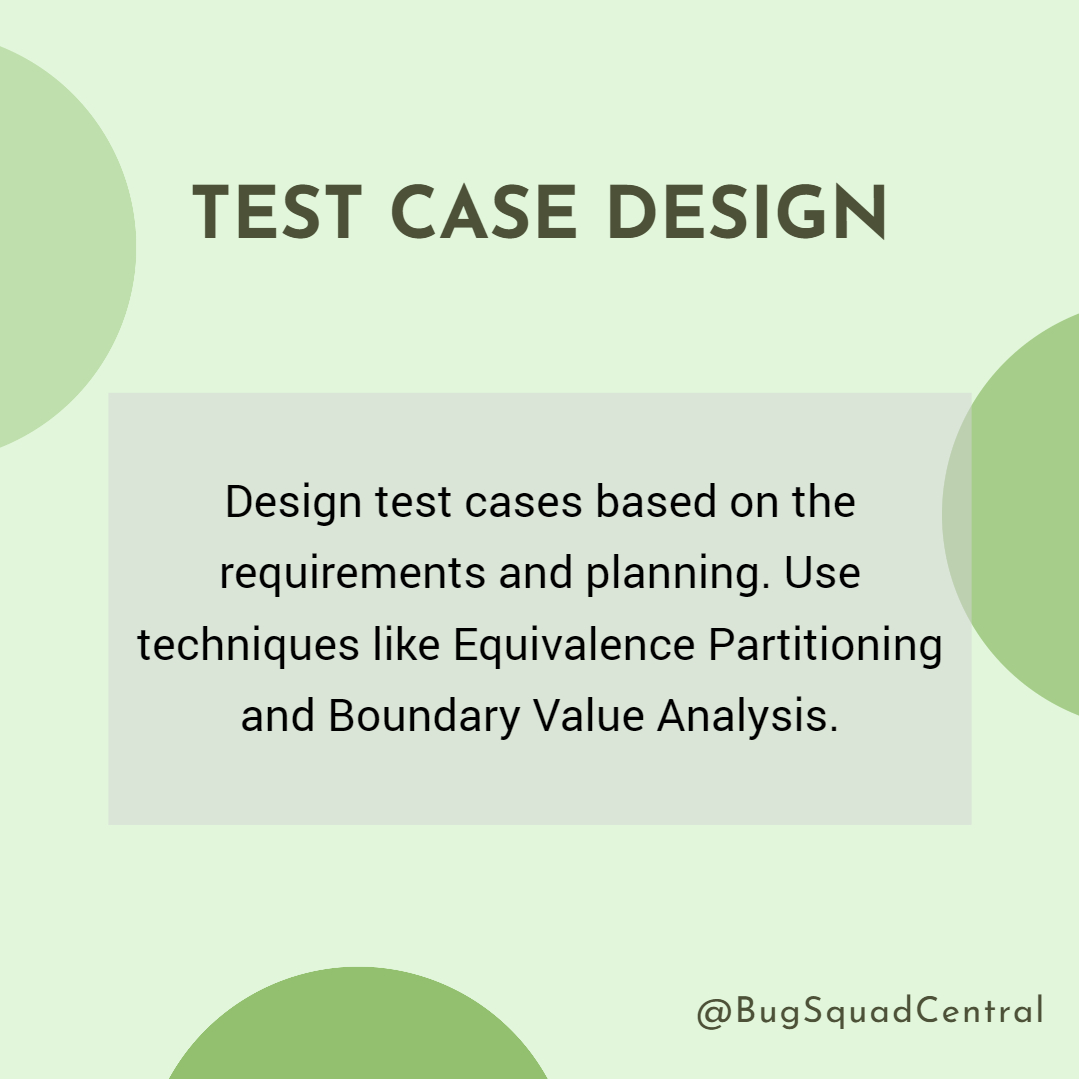 TEST CASE DESIGN
Design test cases based on the
requirements and planning. Use
techniques like Equivalence Partitioning
and Boundary Value Analysis.
@BugSquadCentral